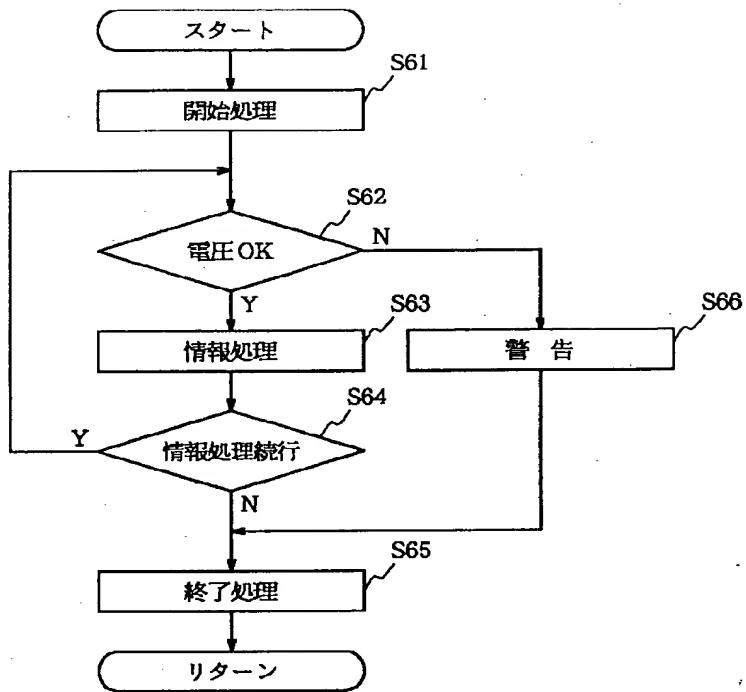 スタート
S61
開始処理
S62
電圧OK
N
Y
S63
情報処理
S66
警 告
S64
情報処理続行
Y
N
S65
終了処理
リターン